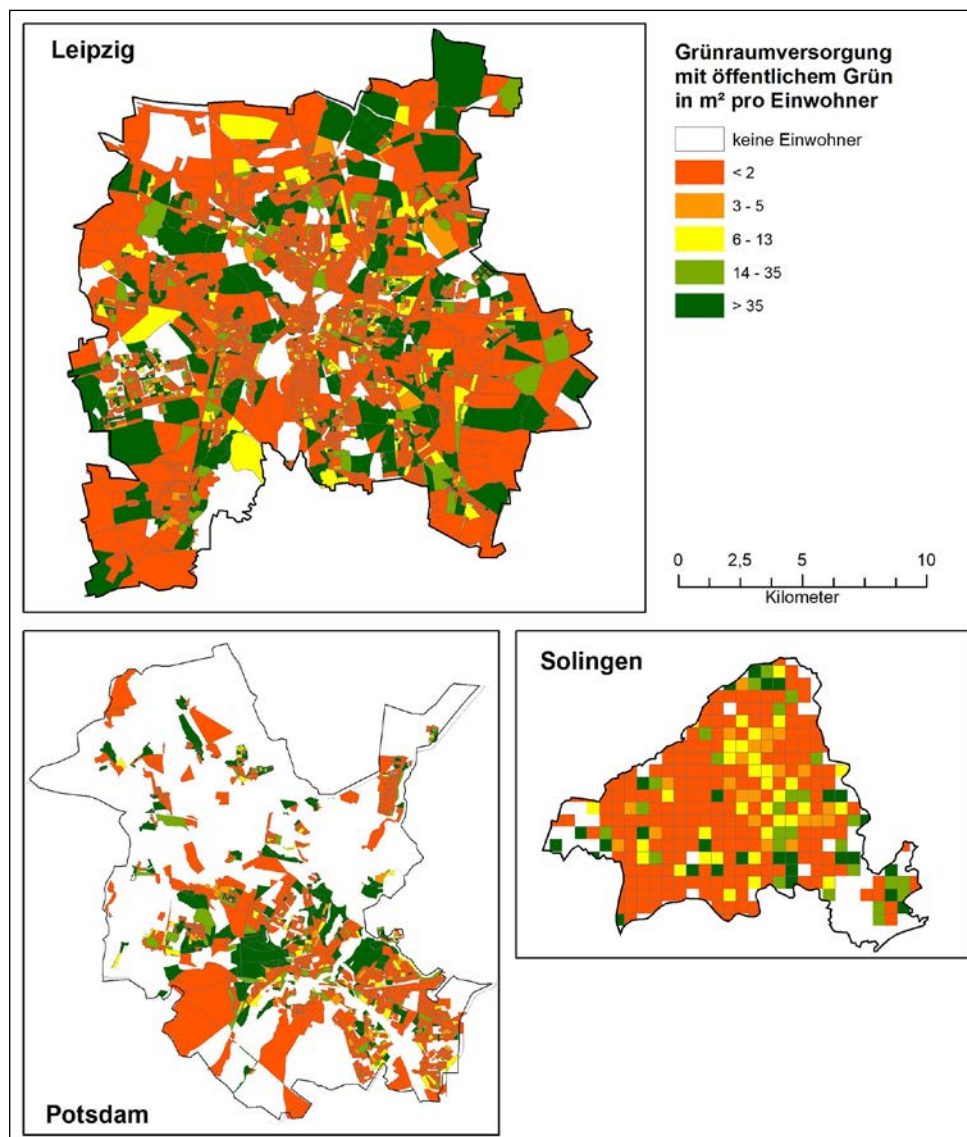 Leipzig
Grünraumversorgung
mit öffentlichem Grün
in m² pro Einwohner
keine Einwohner
< 2
3 - 5
6 - 13
14 - 35
> 35
0 2,5 5 10
Kilometer
Solingen
Potsdam